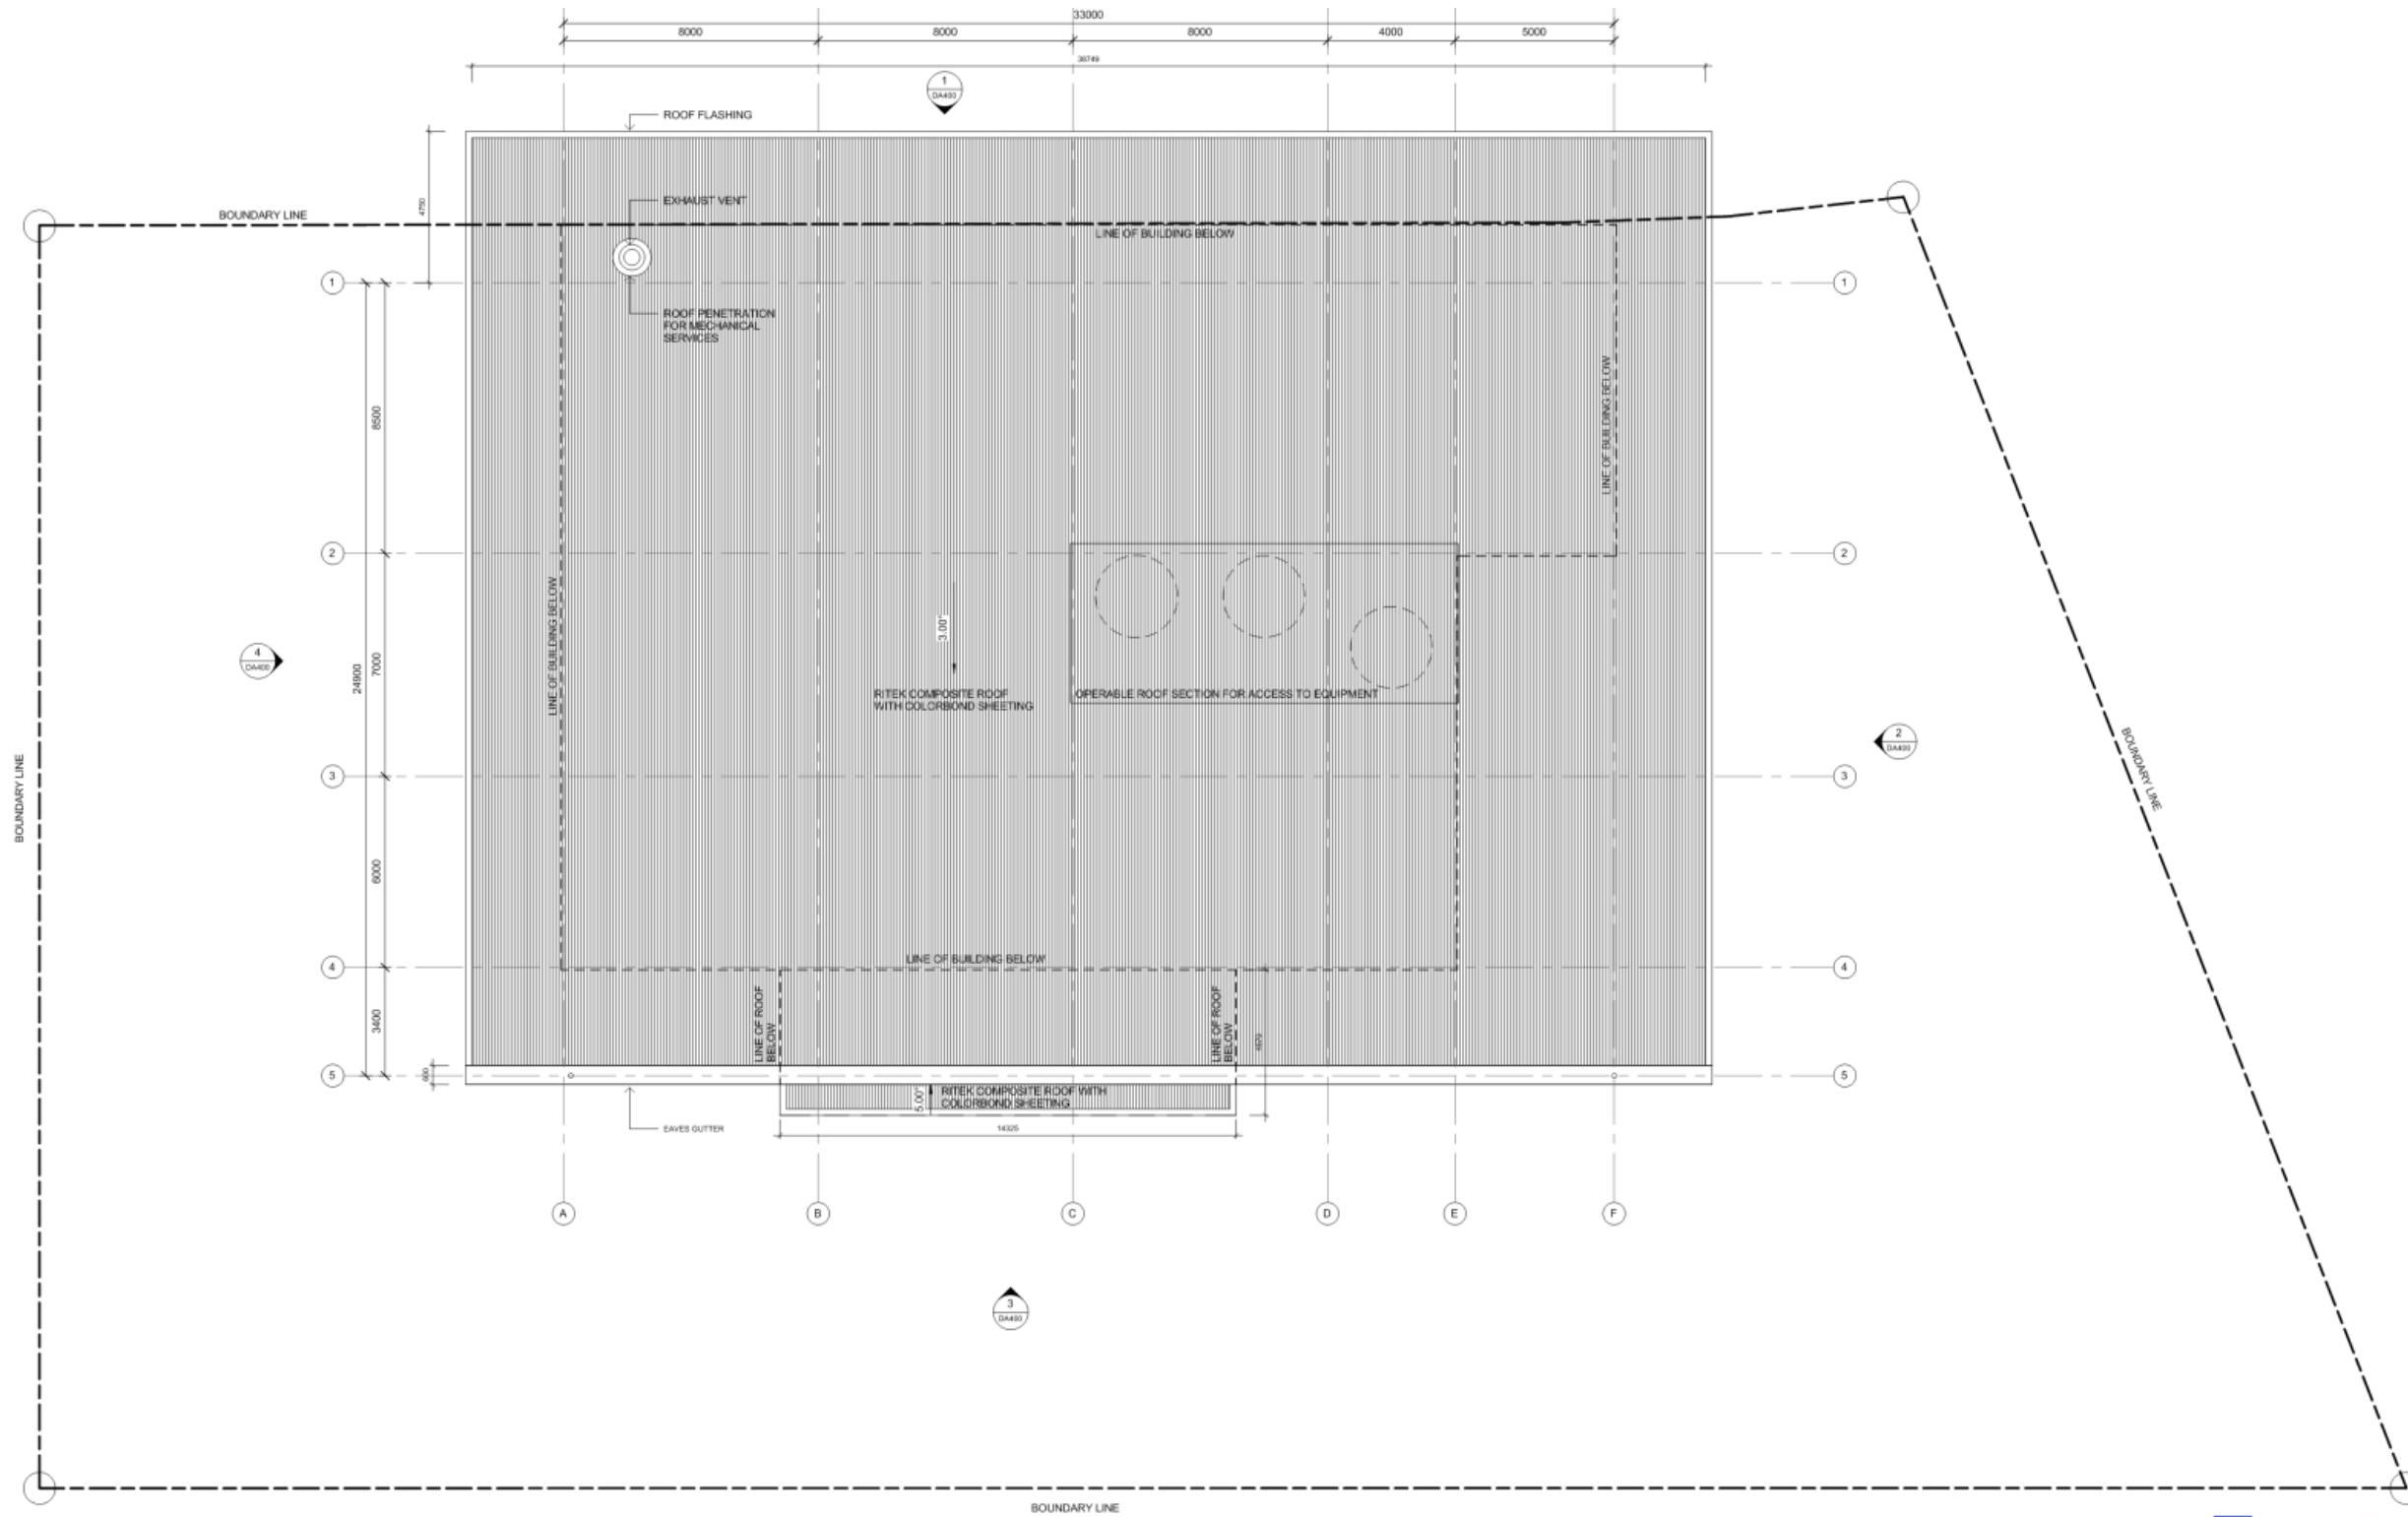 33000
8000
8000
8000
4000
5000
38749
1
DA400
ROOF FLASHING
4750
EXHAUST VENT
BOUNDARY LINE
LINE OF BUILDING BELOW
1
1
ROOF PENETRATION
FOR MECHANICAL
SERVICES
8500
LINE OF BUILDING BELOW
2
2
LINE OF BUILDING BELOW
3.00°
4
DA400
24900
7000
RITEK COMPOSITE ROOF
WITH COLORBOND SHEETING
OPERABLE ROOF SECTION FOR ACCESS TO EQUIPMENT
2
DA400
BOUNDARY LINE
BOUNDARY LINE
3
3
6000
LINE OF BUILDING BELOW
4
4
3400
LINE OF ROOF
BELOW
LINE OF ROOF
BELOW
5
600
5
5.00°
RITEK COMPOSITE ROOF WITH
COLORBOND SHEETING
EAVES GUTTER
14325
A
B
C
D
E
F
3
DA400
BOUNDARY LINE